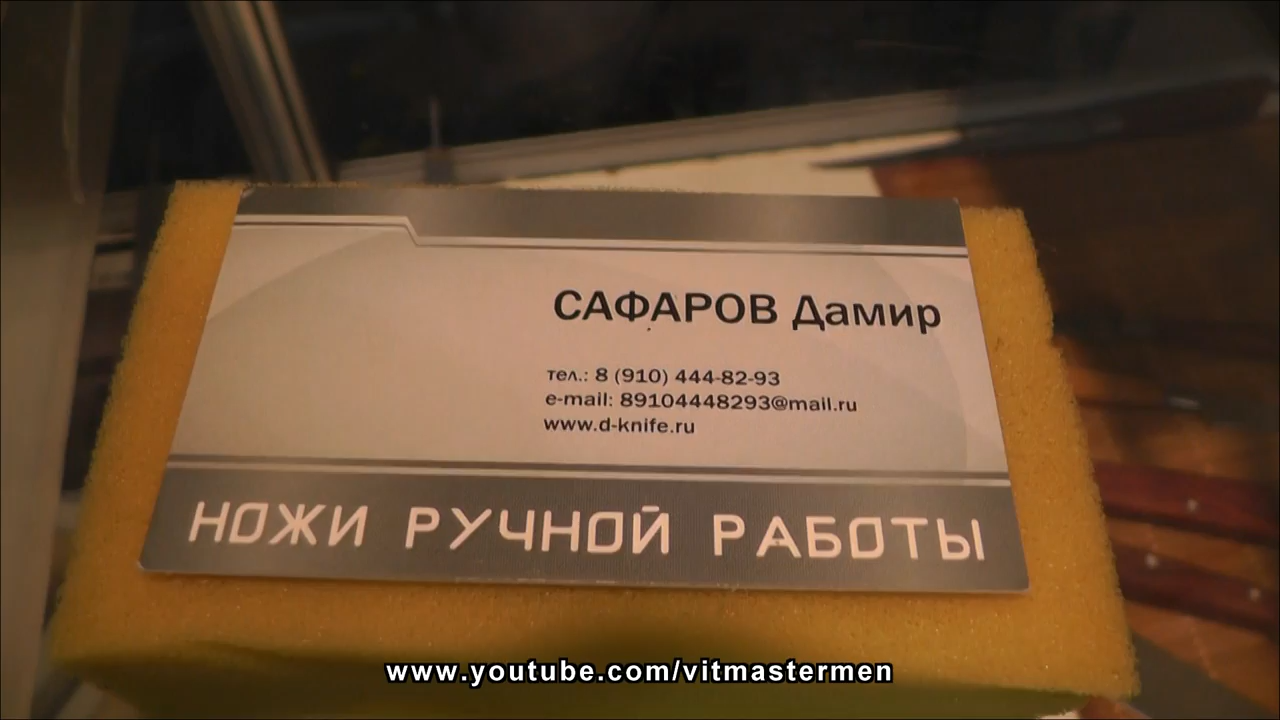 САФАРОВ Дамир
тел.: 8 (910) 444-82-93
e-mail: 89104448293@mail.ru
www.d-knife.ru
НОЖИ РУЧНОЙ РАБОТЫ
www.youtube.com/vitmastermen